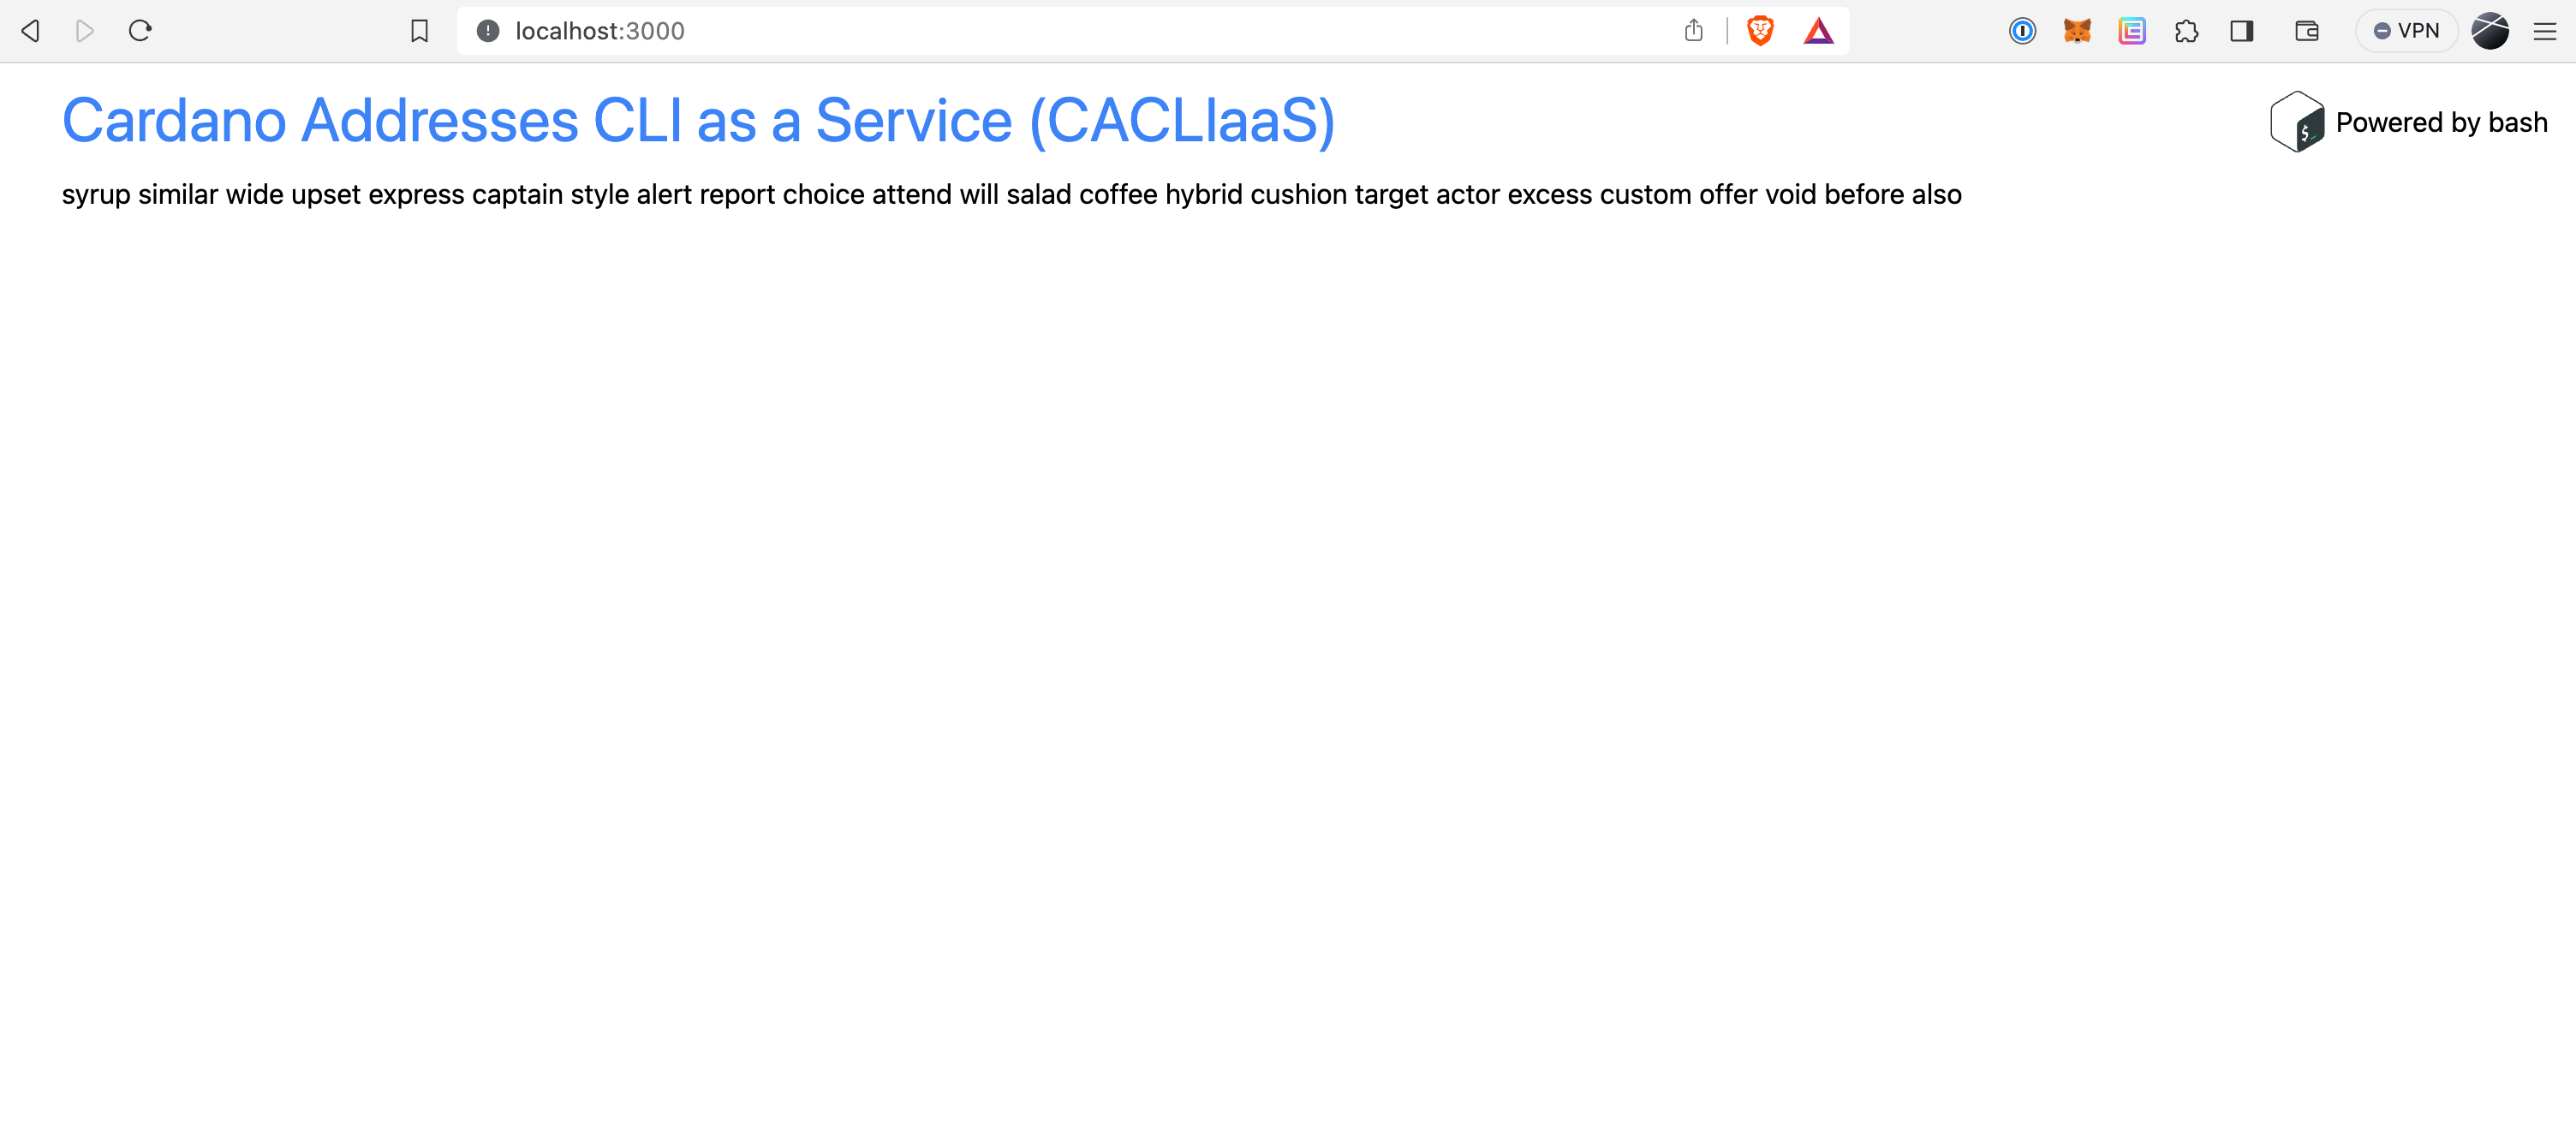 localhost:3000
VPN
Cardano Addresses CLI as a Service (CACLIaaS)
$_
Powered by bash
syrup similar wide upset express captain style alert report choice attend will salad coffee hybrid cushion target actor excess custom offer void before also